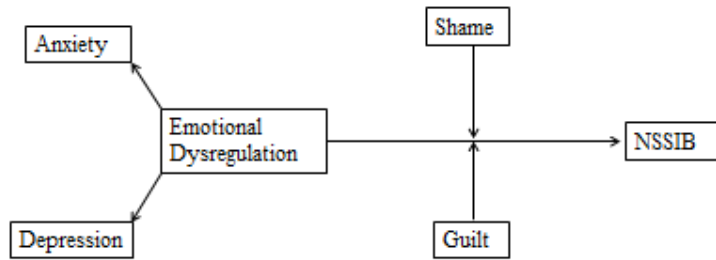 Anxiety
Shame
Emotional
Dysregulation
NSSIB
Depression
Guilt